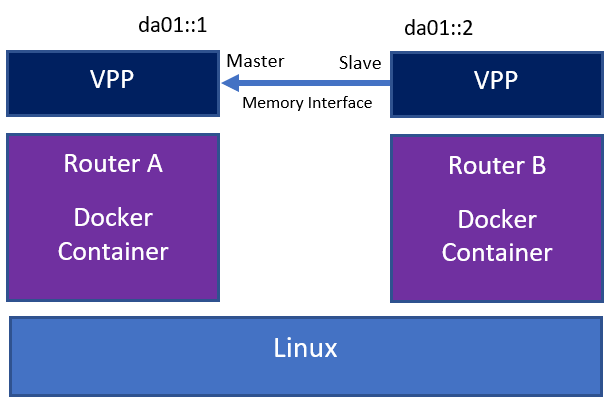 da01::1
da01::2
VPP
Master
Slave
Memory Interface
VPP
Router A
Docker
Container
Router B
Docker
Container
Linux